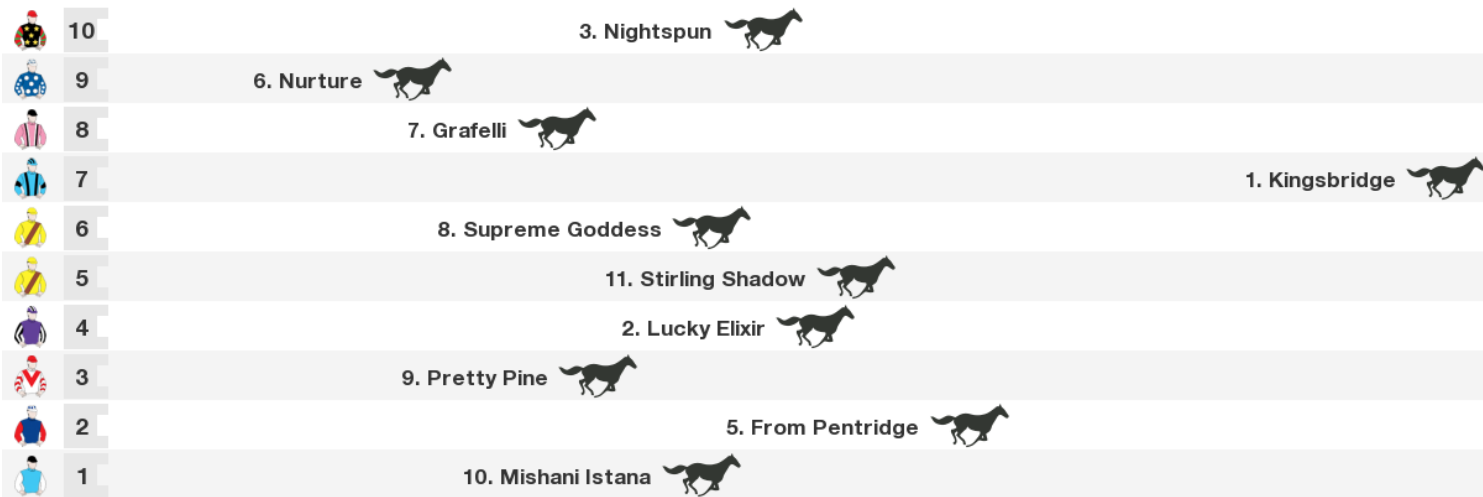 10 3. Nightspun
9 6. Nurture
8 7. Grafelli
7 1. Kingsbridge
6 8. Supreme Goddess
5 11. Stirling Shadow
4 2. Lucky Elixir
3 9. Pretty Pine
2 5. From Pentridge
1 10. Mishani Istana